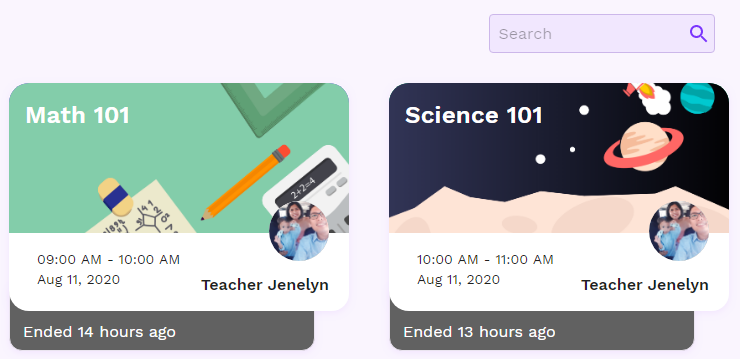 Search
Math 101
2+2=4
09:00 AM - 10:00 AM
Aug 11, 2020
Teacher Jenelyn
Ended 14 hours ago
Science 101
10:00 AM - 11:00 AM
Aug 11, 2020
Teacher Jenelyn
Ended 13 hours ago